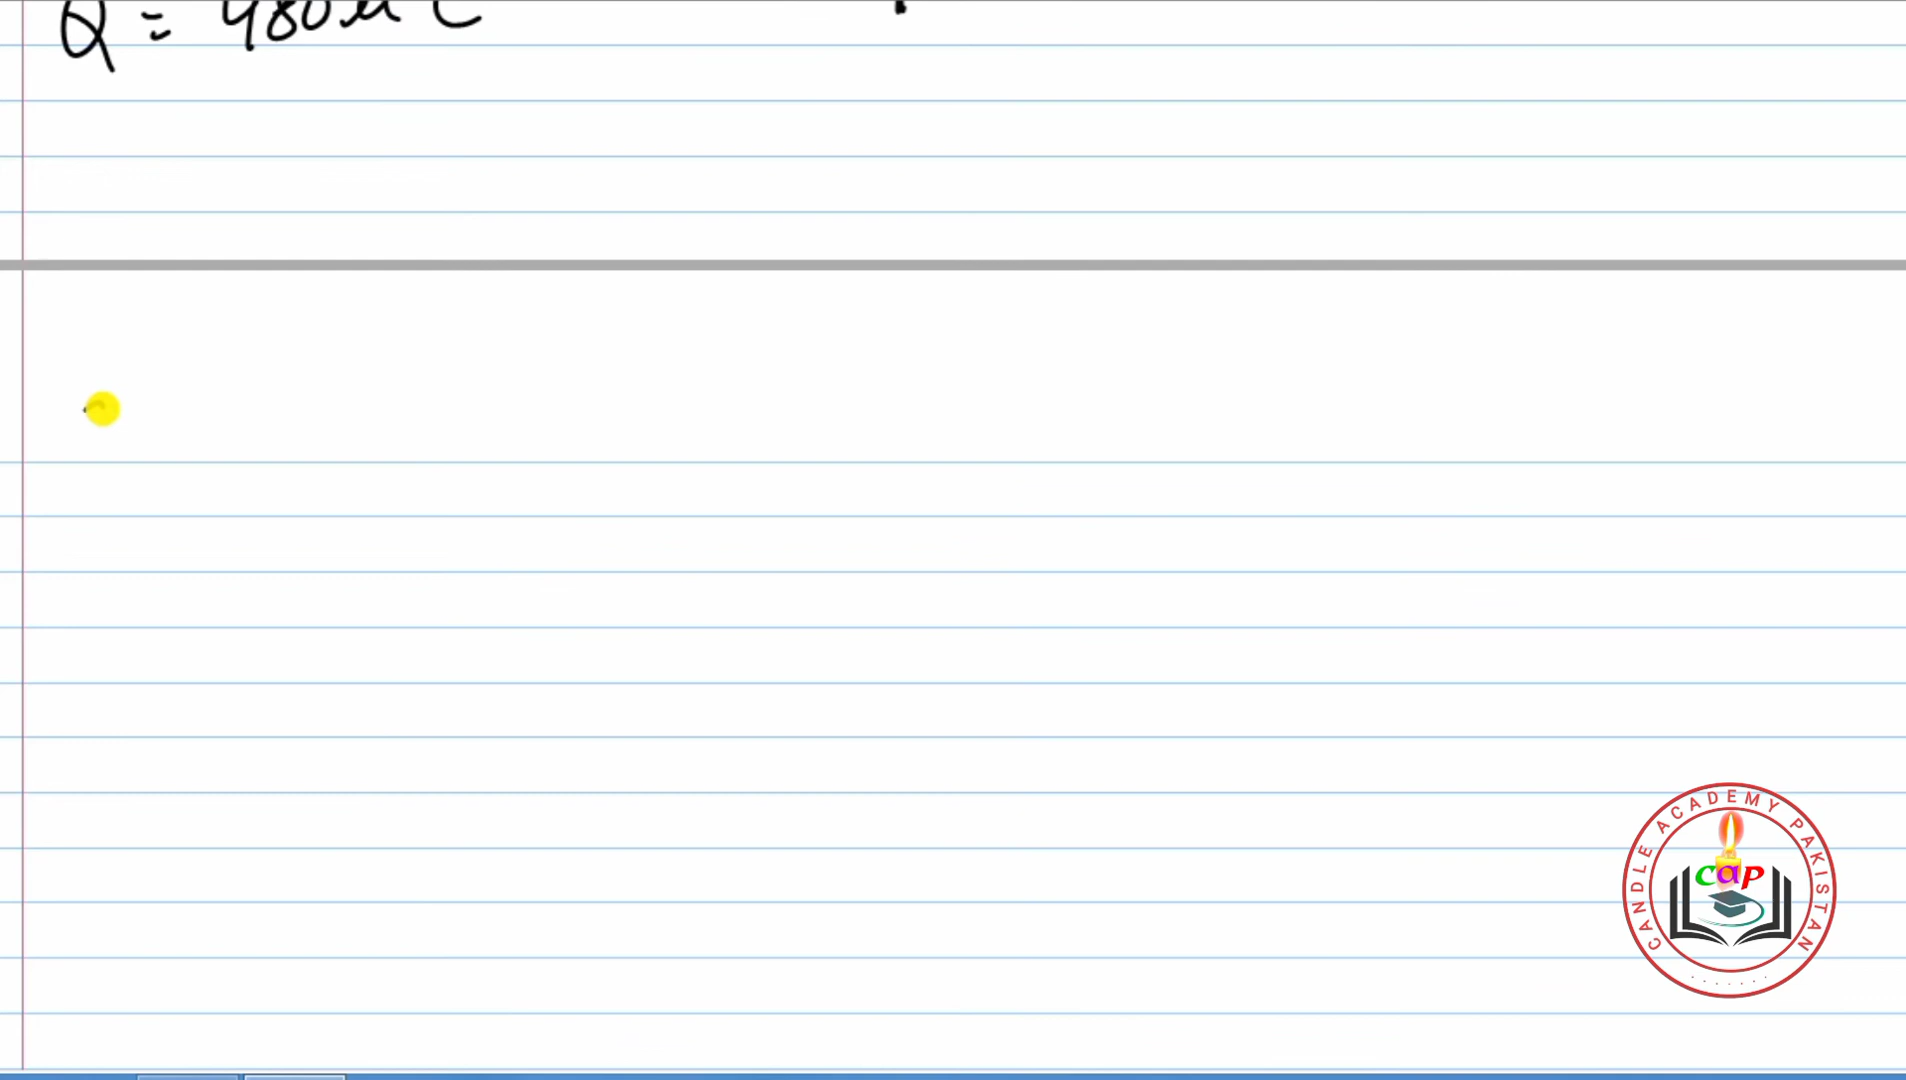 Q = 480 μC
CANDLE ACADEMY PAKISTAN
cap